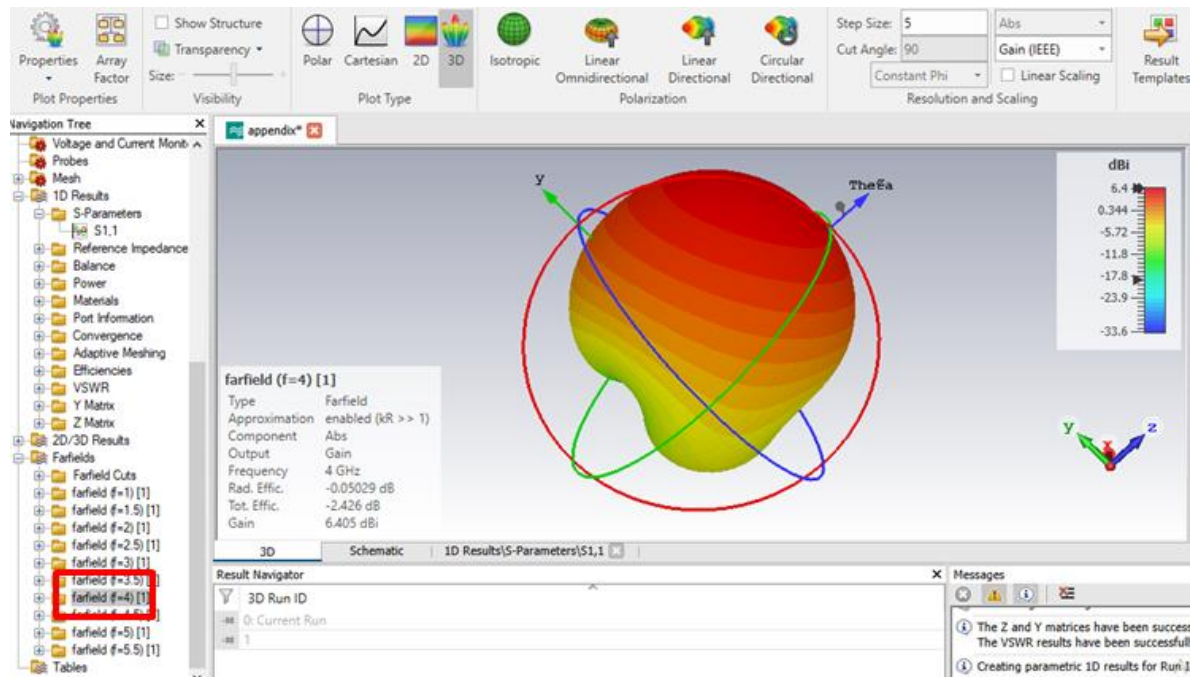 Show Structure
Transparency
Size:
Properties
Array
Factor
Polar Cartesian 2D 3D
Isotropic
Linear
Omnidirectional
Linear
Directional
Circular
Directional
Step Size: 5
Abs
Cut Angle: 90
Gain (IEEE)
Constant Phi
Linear Scaling
Result
Templates
Plot Properties
Visibility
Plot Type
Polarization
Resolution and Scaling
Navigation Tree
Voltage and Current Monit
Probes
Mesh
1D Results
S-Parameters
S1,1
Reference Impedance
Balance
Power
Materials
Port Information
Convergence
Adaptive Meshing
Efficiencies
VSWR
Y Matrix
Z Matrix
2D/3D Results
Farfields
Farfield Cuts
farfield (f=1) [1]
farfield (f=1.5) [1]
farfield (f=2) [1]
farfield (f=2.5) [1]
farfield (f=3) [1]
farfield (f=3.5) [1]
farfield (f=4) [1]
farfield (f=5) [1]
farfield (f=5.5) [1]
Tables
appendix*
y
dBi
6.4
0.344
-5.72
-11.8
-17.8
-23.9
-33.6
farfield (f=4) [1]
Type Farfield
Approximation enabled (kR >> 1)
Component Abs
Output Gain
Frequency 4 GHz
Rad. Effic. -0.05029 dB
Tot. Effic. -2.426 dB
Gain 6.405 dBi
y x z
3D Schematic 1D Results\S-Parameters\S1,1
Result Navigator
3D Run ID
0: Current Run
1
Messages
The Z and Y matrices have been success
The VSWR results have been successfull
Creating parametric 1D results for Run 1